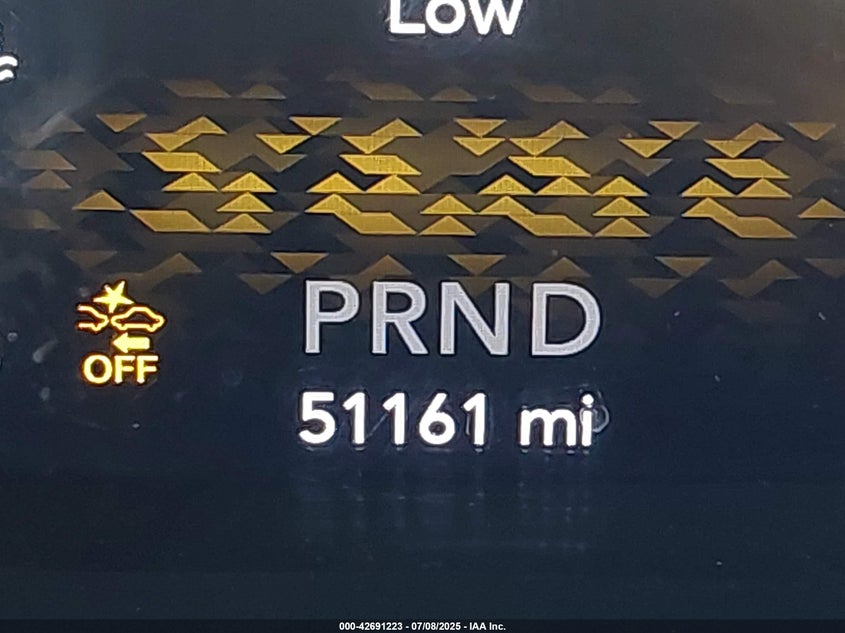 Low
PRND
OFF
51161 mi
000-42691223 - 07/08/2025 - IAA Inc.